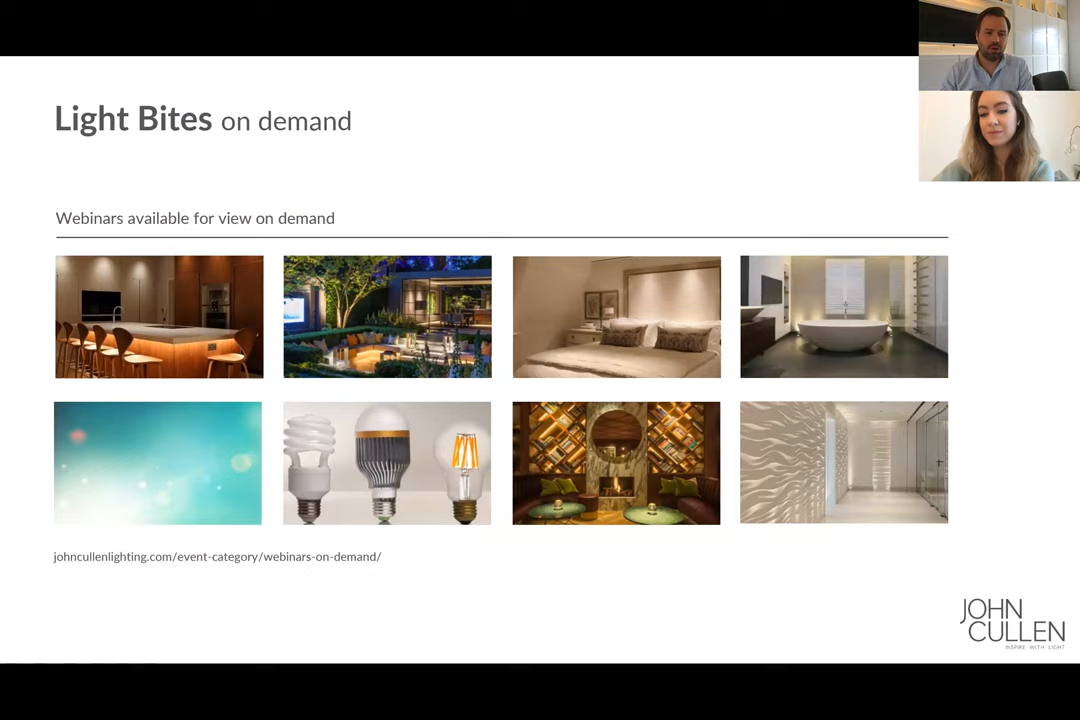 Light Bites on demand
Webinars available for view on demand
johncullenlighting.com/event-category/webinars-on-demand/
JOHN
CULLEN
INSPIRE WITH LIGHT